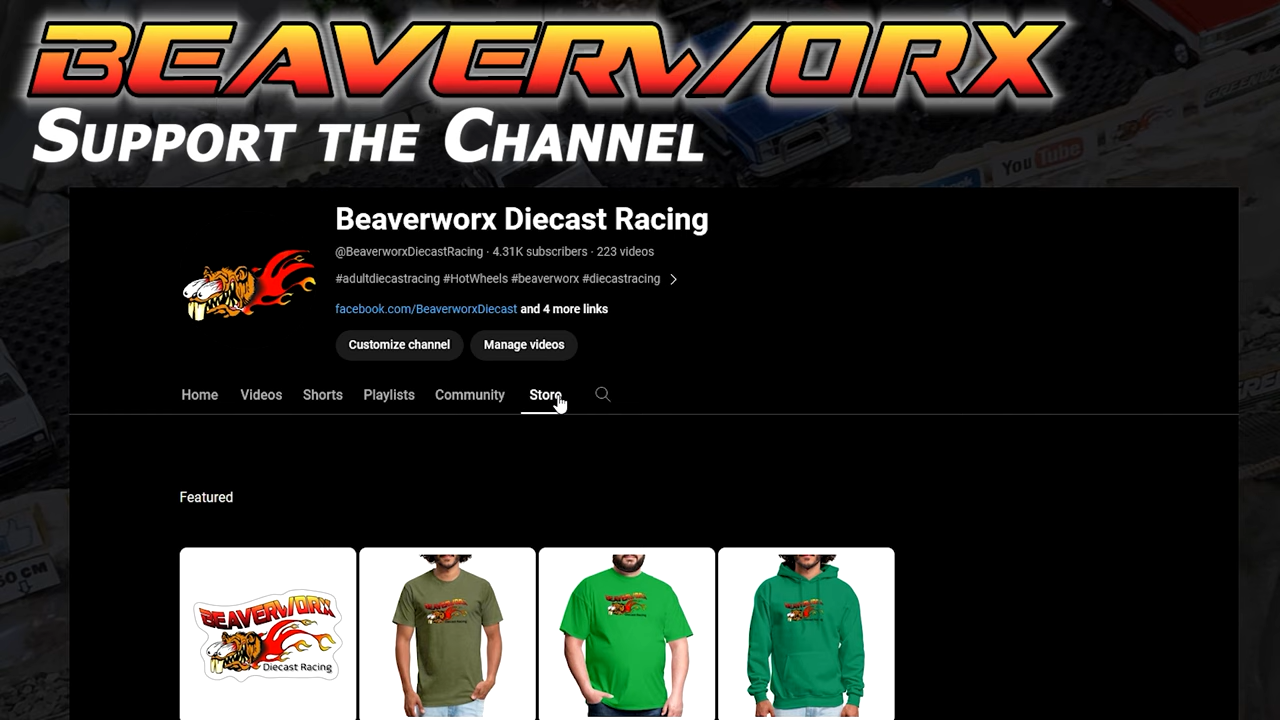 BEAVERWORX
SUPPORT THE CHANNEL
You Tube
Beaverworx Diecast Racing
@BeaverworxDiecastRacing · 4.31K subscribers · 223 videos
#adultdiecastracing #HotWheels #beaverworx #diecastracing
facebook.com/BeaverworxDiecast and 4 more links
Customize channel Manage videos
Home Videos Shorts Playlists Community Store
Featured
BEAVERWORX
Diecast Racing